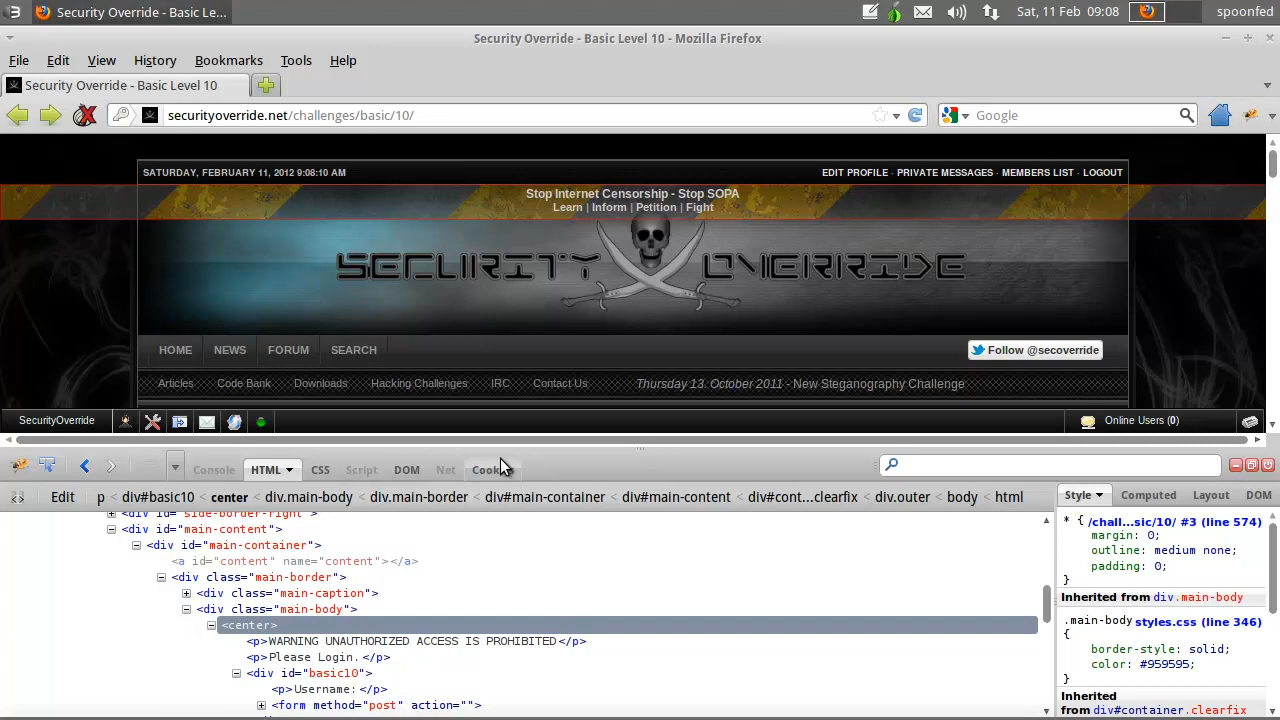 Security Override - Basic Le...
Sat, 11 Feb 09:08
spoonfed
Security Override - Basic Level 10 - Mozilla Firefox
File Edit View History Bookmarks Tools Help
Security Override - Basic Level 10
securityoverride.net/challenges/basic/10/
Google
SATURDAY, FEBRUARY 11, 2012 9:08:10 AM
EDIT PROFILE · PRIVATE MESSAGES · MEMBERS LIST · LOGOUT
Stop Internet Censorship - Stop SOPA
Learn | Inform | Petition | Fight
SECURITY OVERRIDE
HOME NEWS FORUM SEARCH
Follow @secoverride
Articles Code Bank Downloads Hacking Challenges IRC Contact Us
Thursday 13. October 2011 - New Steganography Challenge
SecurityOverride
Online Users (0)
Console HTML CSS Script DOM Net Cook
Edit p < div#basic10 < center < div.main-body < div.main-border < div#main-container < div#main-content < div#cont...clearfix < div.outer < body < html
Style Computed Layout DOM
<div id="side-border-right">
<div id="main-content">
<div id="main-container">
<a id="content" name="content"></a>
<div class="main-border">
<div class="main-caption">
<div class="main-body">
<center>
<p>WARNING UNAUTHORIZED ACCESS IS PROHIBITED</p>
<p>Please Login.</p>
<div id="basic10">
<p>Username:</p>
<form method="post" action="">
* { /chall...sic/10/ #3 (line 574)
margin: 0;
outline: medium none;
padding: 0;
}
Inherited from div.main-body
.main-body styles.css (line 346)
{
border-style: solid;
color: #959595;
}
Inherited
from div#container.clearfix